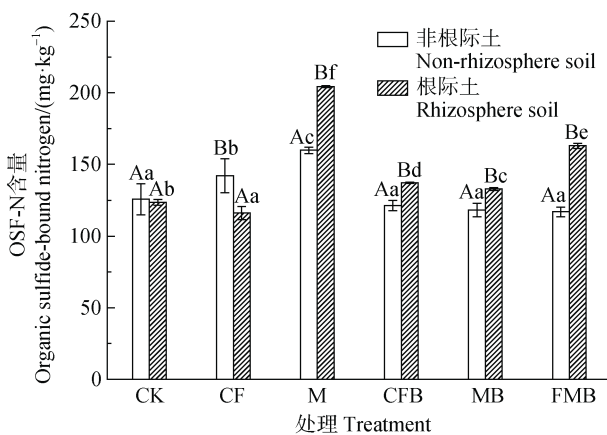 OSF-N含量
Organic sulfide-bound nitrogen/(mg·kg⁻¹)
250
200
150
100
50
0
非根际土
Non-rhizosphere soil
根际土
Rhizosphere soil
Aa
Ab
Bb
Aa
Ac
Bf
Aa
Bd
Aa
Bc
Aa
Be
CK
CF
M
CFB
MB
FMB
处理 Treatment